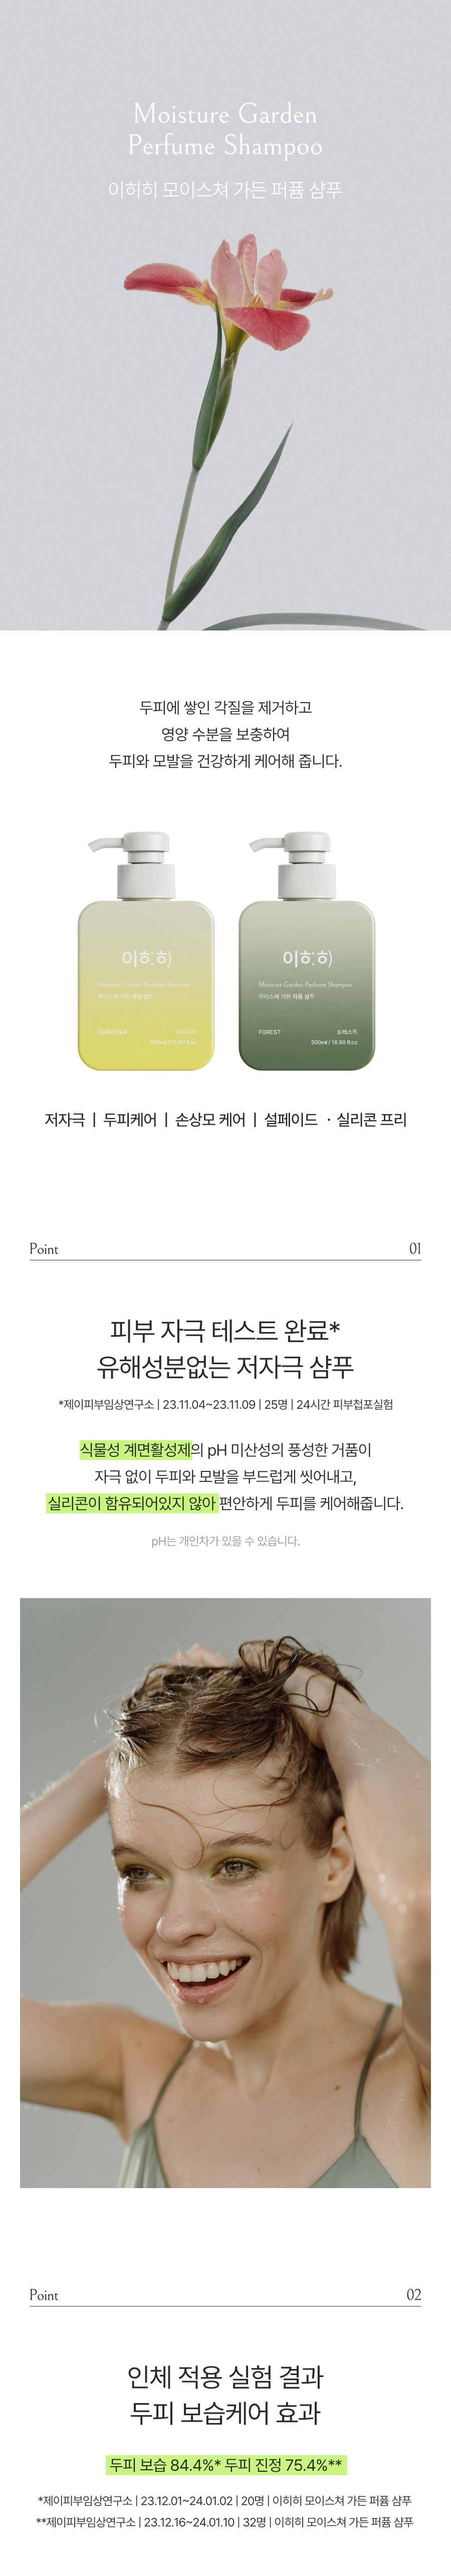 Moisture Garden
Perfume Shampoo
이히히 모이스쳐 가든 퍼퓸 샴푸
두피에 쌓인 각질을 제거하고
영양 수분을 보충하여
두피와 모발을 건강하게 케어해 줍니다.
이히히
Moisture Garden Perfume Shampoo
모이스쳐 가든 퍼퓸 샴푸
GARDENIA
500ml / 16.90 fl.oz
이히히
Moisture Garden Perfume Shampoo
모이스쳐 가든 퍼퓸 샴푸
FOREST 포레스트
500ml / 16.90 fl.oz
저자극 | 두피케어 | 손상모 케어 | 설페이드 · 실리콘 프리
Point 01
피부 자극 테스트 완료*
유해성분없는 저자극 샴푸
*제이피부임상연구소 | 23.11.04~23.11.09 | 25명 | 24시간 피부첩포실험
식물성 계면활성제의 pH 미산성의 풍성한 거품이
자극 없이 두피와 모발을 부드럽게 씻어내고,
실리콘이 함유되어있지 않아 편안하게 두피를 케어해줍니다.
pH는 개인차가 있을 수 있습니다.
Point 02
인체 적용 실험 결과
두피 보습케어 효과
두피 보습 84.4%* 두피 진정 75.4%**
*제이피부임상연구소 | 23.12.01~24.01.02 | 20명 | 이히히 모이스쳐 가든 퍼퓸 샴푸
**제이피부임상연구소 | 23.12.16~24.01.10 | 32명 | 이히히 모이스쳐 가든 퍼퓸 샴푸